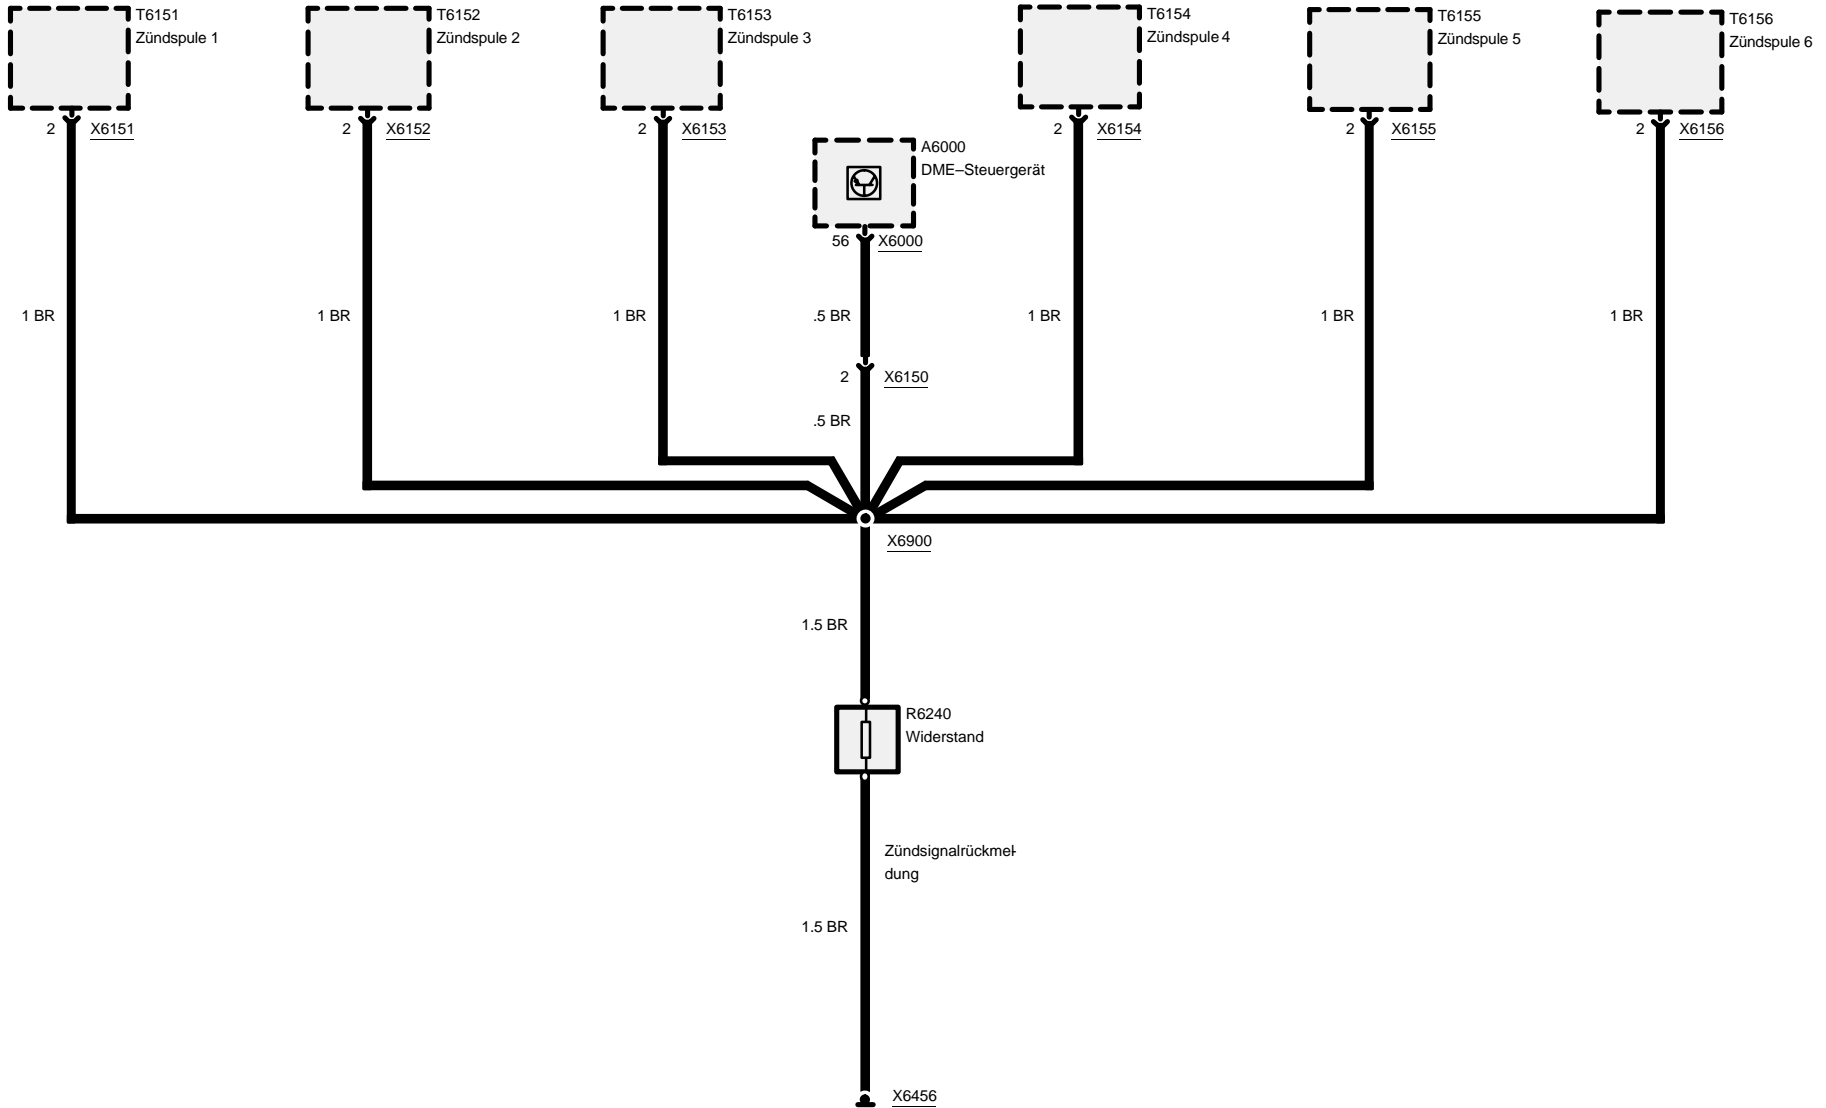 T6151
Zündspule 1
T6152
Zündspule 2
T6153
Zündspule 3
T6154
Zündspule 4
T6155
Zündspule 5
T6156
Zündspule 6
2 X6151
2 X6152
2 X6153
2 X6154
2 X6155
2 X6156
A6000
DME–Steuergerät
56 X6000
1 BR
1 BR
1 BR
.5 BR
1 BR
1 BR
1 BR
2 X6150
.5 BR
X6900
1.5 BR
R6240
Widerstand
Zündsignalrückmel-
dung
1.5 BR
X6456